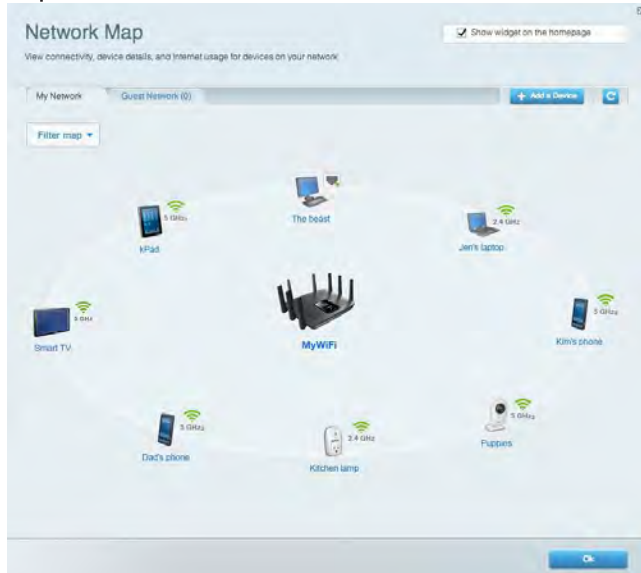 Network Map
Show widget on the homepage
View connectivity, device details, and Internet usage for devices on your network
My Network
Guest Network (0)
+ Add a Device
Filter map
The beast
5 GHz
2.4 GHz
kPad
Jen's laptop
5 GHz
5 GHz
Smart TV
MyWiFi
Kim's phone
5 GHz
2.4 GHz
5 GHz
Dad's phone
Kitchen lamp
Puppies
Ok